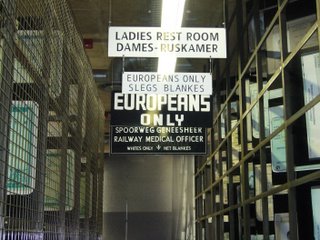 LADIES REST ROOM
DAMES-RUSKAMER
EUROPEANS ONLY
SLEGS BLANKES
EUROPEANS
ONLY
SPOORWEG GENEESHEER
RAILWAY MEDICAL OFFICER
WHITES ONLY NET BLANKES